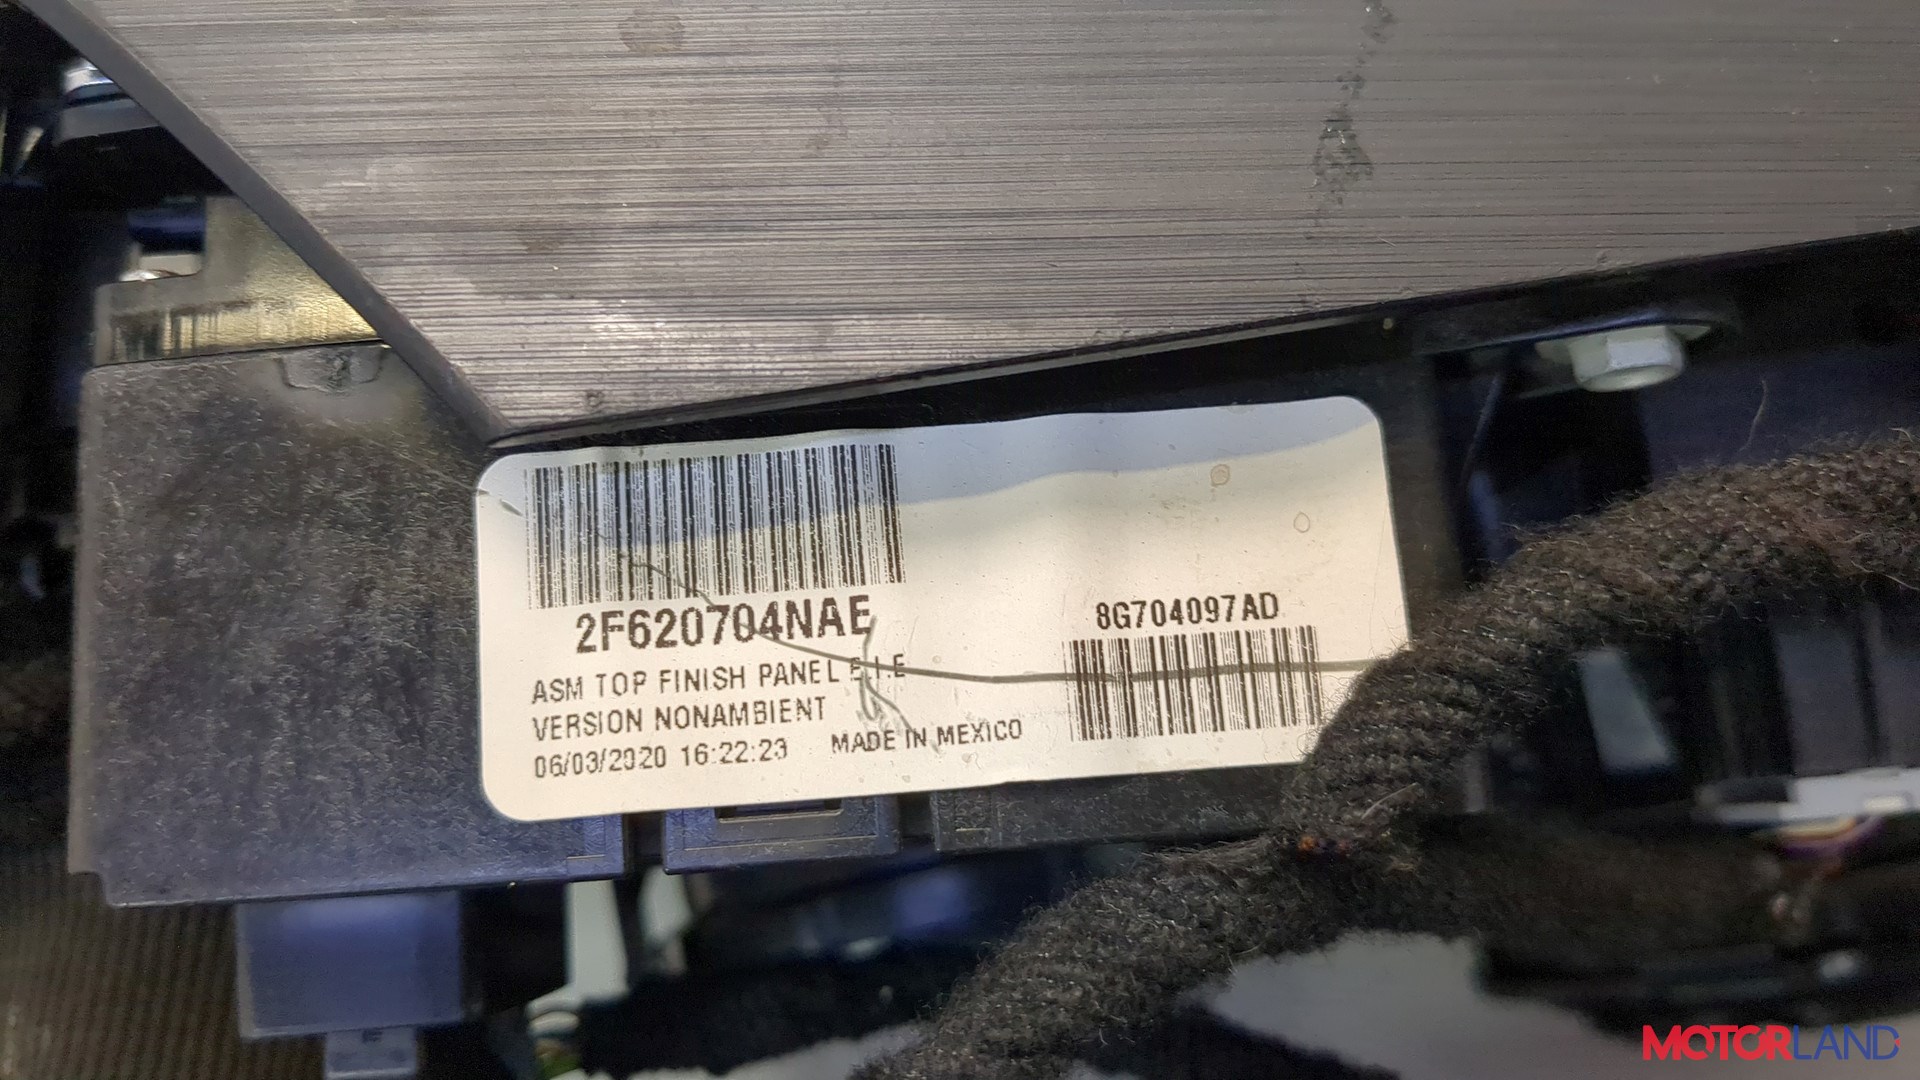 2F620704NAE
ASM TOP FINISH PANEL E.I.E
VERSION NONAMBIENT
06/03/2020 16:22:23 MADE IN MEXICO
8G704097AD
MOTORLAND